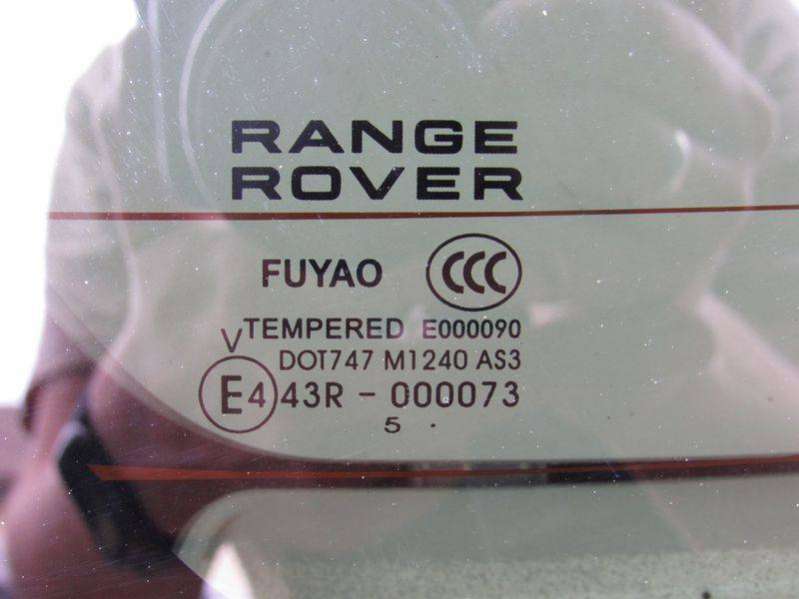 RANGE
ROVER
FUYAO CCC
TEMPERED E000090
V
DOT747 M1240 AS3
E4 43R - 000073
5 .